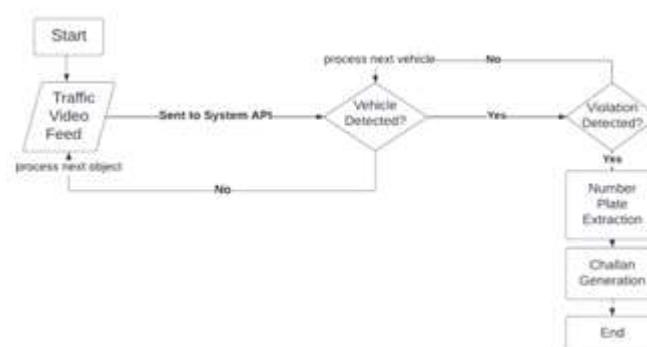 Start
process next vehicle
No
Traffic
Video
Feed
Sent to System API
Vehicle
Detected?
Yes
Violation
Detected?
process next object
No
Yes
Number
Plate
Extraction
Challan
Generation
End